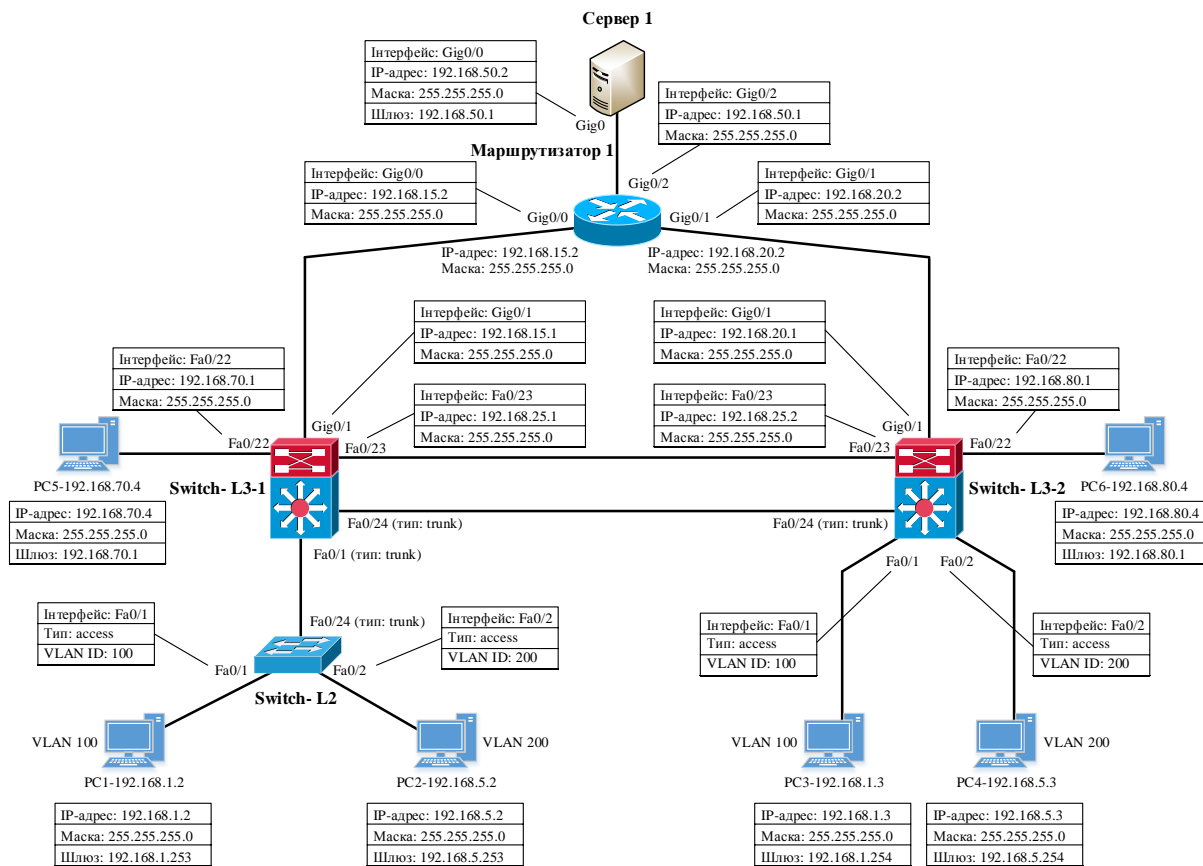 Сервер 1
Інтерфейс: Gig0/0
IP-адрес: 192.168.50.2
Маска: 255.255.255.0
Шлюз: 192.168.50.1
Gig0
Інтерфейс: Gig0/2
IP-адрес: 192.168.50.1
Маска: 255.255.255.0
Маршрутизатор 1
Gig0/2
Інтерфейс: Gig0/0
IP-адрес: 192.168.15.2
Маска: 255.255.255.0
Gig0/0
Gig0/1
Інтерфейс: Gig0/1
IP-адрес: 192.168.20.2
Маска: 255.255.255.0
IP-адрес: 192.168.15.2
Маска: 255.255.255.0
IP-адрес: 192.168.20.2
Маска: 255.255.255.0
Інтерфейс: Gig0/1
IP-адрес: 192.168.15.1
Маска: 255.255.255.0
Інтерфейс: Gig0/1
IP-адрес: 192.168.20.1
Маска: 255.255.255.0
Інтерфейс: Fa0/22
IP-адрес: 192.168.70.1
Маска: 255.255.255.0
Інтерфейс: Fa0/23
IP-адрес: 192.168.25.1
Маска: 255.255.255.0
Інтерфейс: Fa0/23
IP-адрес: 192.168.25.2
Маска: 255.255.255.0
Інтерфейс: Fa0/22
IP-адрес: 192.168.80.1
Маска: 255.255.255.0
Gig0/1
Fa0/22
Fa0/23
Gig0/1
Fa0/23
Fa0/22
PC5-192.168.70.4
Switch- L3-1
Switch- L3-2
PC6-192.168.80.4
IP-адрес: 192.168.70.4
Маска: 255.255.255.0
Шлюз: 192.168.70.1
Fa0/24 (тип: trunk)
Fa0/24 (тип: trunk)
IP-адрес: 192.168.80.4
Маска: 255.255.255.0
Шлюз: 192.168.80.1
Fa0/1 (тип: trunk)
Fa0/1
Fa0/2
Інтерфейс: Fa0/1
Тип: access
VLAN ID: 100
Fa0/24 (тип: trunk)
Інтерфейс: Fa0/2
Тип: access
VLAN ID: 200
Інтерфейс: Fa0/1
Тип: access
VLAN ID: 100
Інтерфейс: Fa0/2
Тип: access
VLAN ID: 200
Fa0/1
Fa0/2
Switch- L2
VLAN 100
VLAN 200
VLAN 100
VLAN 200
PC1-192.168.1.2
PC2-192.168.5.2
PC3-192.168.1.3
PC4-192.168.5.3
IP-адрес: 192.168.1.2
Маска: 255.255.255.0
Шлюз: 192.168.1.253
IP-адрес: 192.168.5.2
Маска: 255.255.255.0
Шлюз: 192.168.5.253
IP-адрес: 192.168.1.3
Маска: 255.255.255.0
Шлюз: 192.168.1.254
IP-адрес: 192.168.5.3
Маска: 255.255.255.0
Шлюз: 192.168.5.254